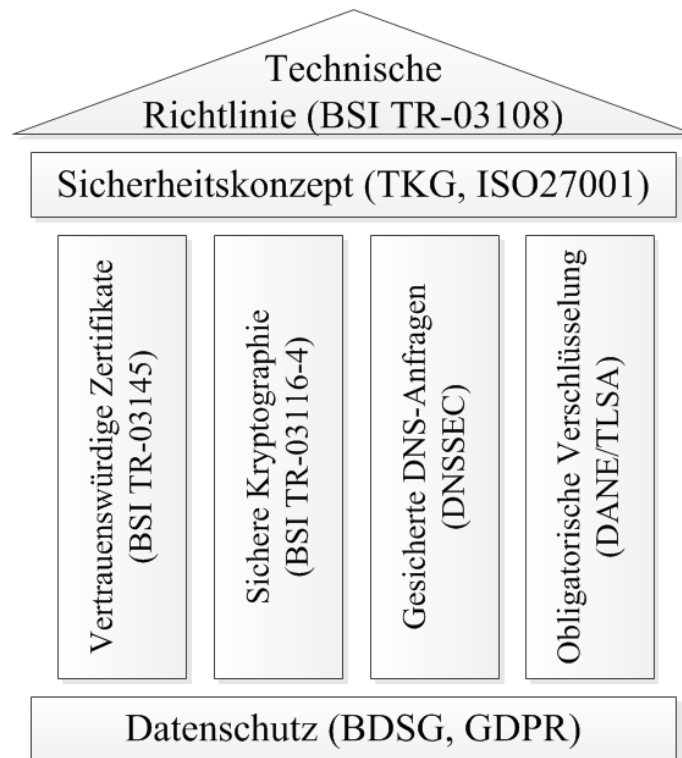 Technische
Richtlinie (BSI TR-03108)
Sicherheitskonzept (TKG, ISO27001)
Vertrauenswürdige Zertifikate
(BSI TR-03145)
Sichere Kryptographie
(BSI TR-03116-4)
Gesicherte DNS-Anfragen
(DNSSEC)
Obligatorische Verschlüsselung
(DANE/TLSA)
Datenschutz (BDSG, GDPR)